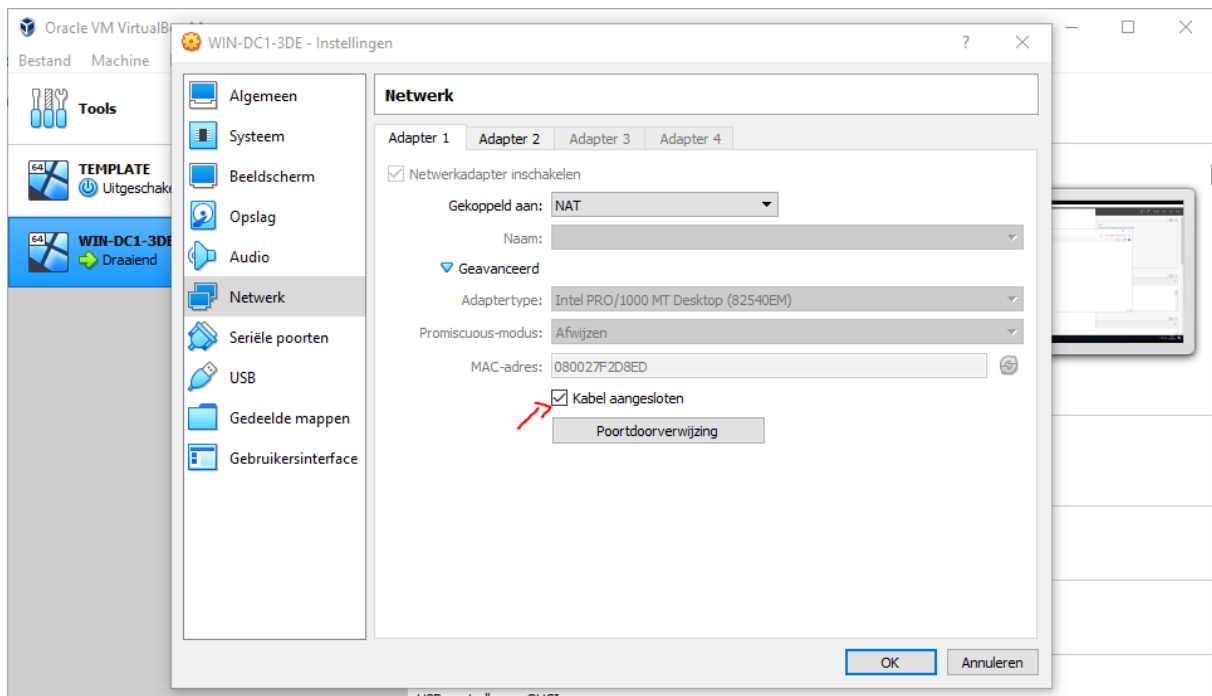 Oracle VM VirtualB
WIN-DC1-3DE - Instellingen
?
Bestand Machine
Tools
64
TEMPLATE
Uitgeschake
64
WIN-DC1-3DE
Draaiend
Algemeen
Systeem
Beeldscherm
Opslag
Audio
Netwerk
Seriële poorten
USB
Gedeelde mappen
Gebruikersinterface
Netwerk
Adapter 1 Adapter 2 Adapter 3 Adapter 4
Netwerkadapter inschakelen
Gekoppeld aan: NAT
Naam:
Geavanceerd
Adaptertype: Intel PRO/1000 MT Desktop (82540EM)
Promiscuous-modus: Afwijzen
MAC-adres: 080027F2D8ED
Kabel aangesloten
Poortdoorverwijzing
OK Annuleren